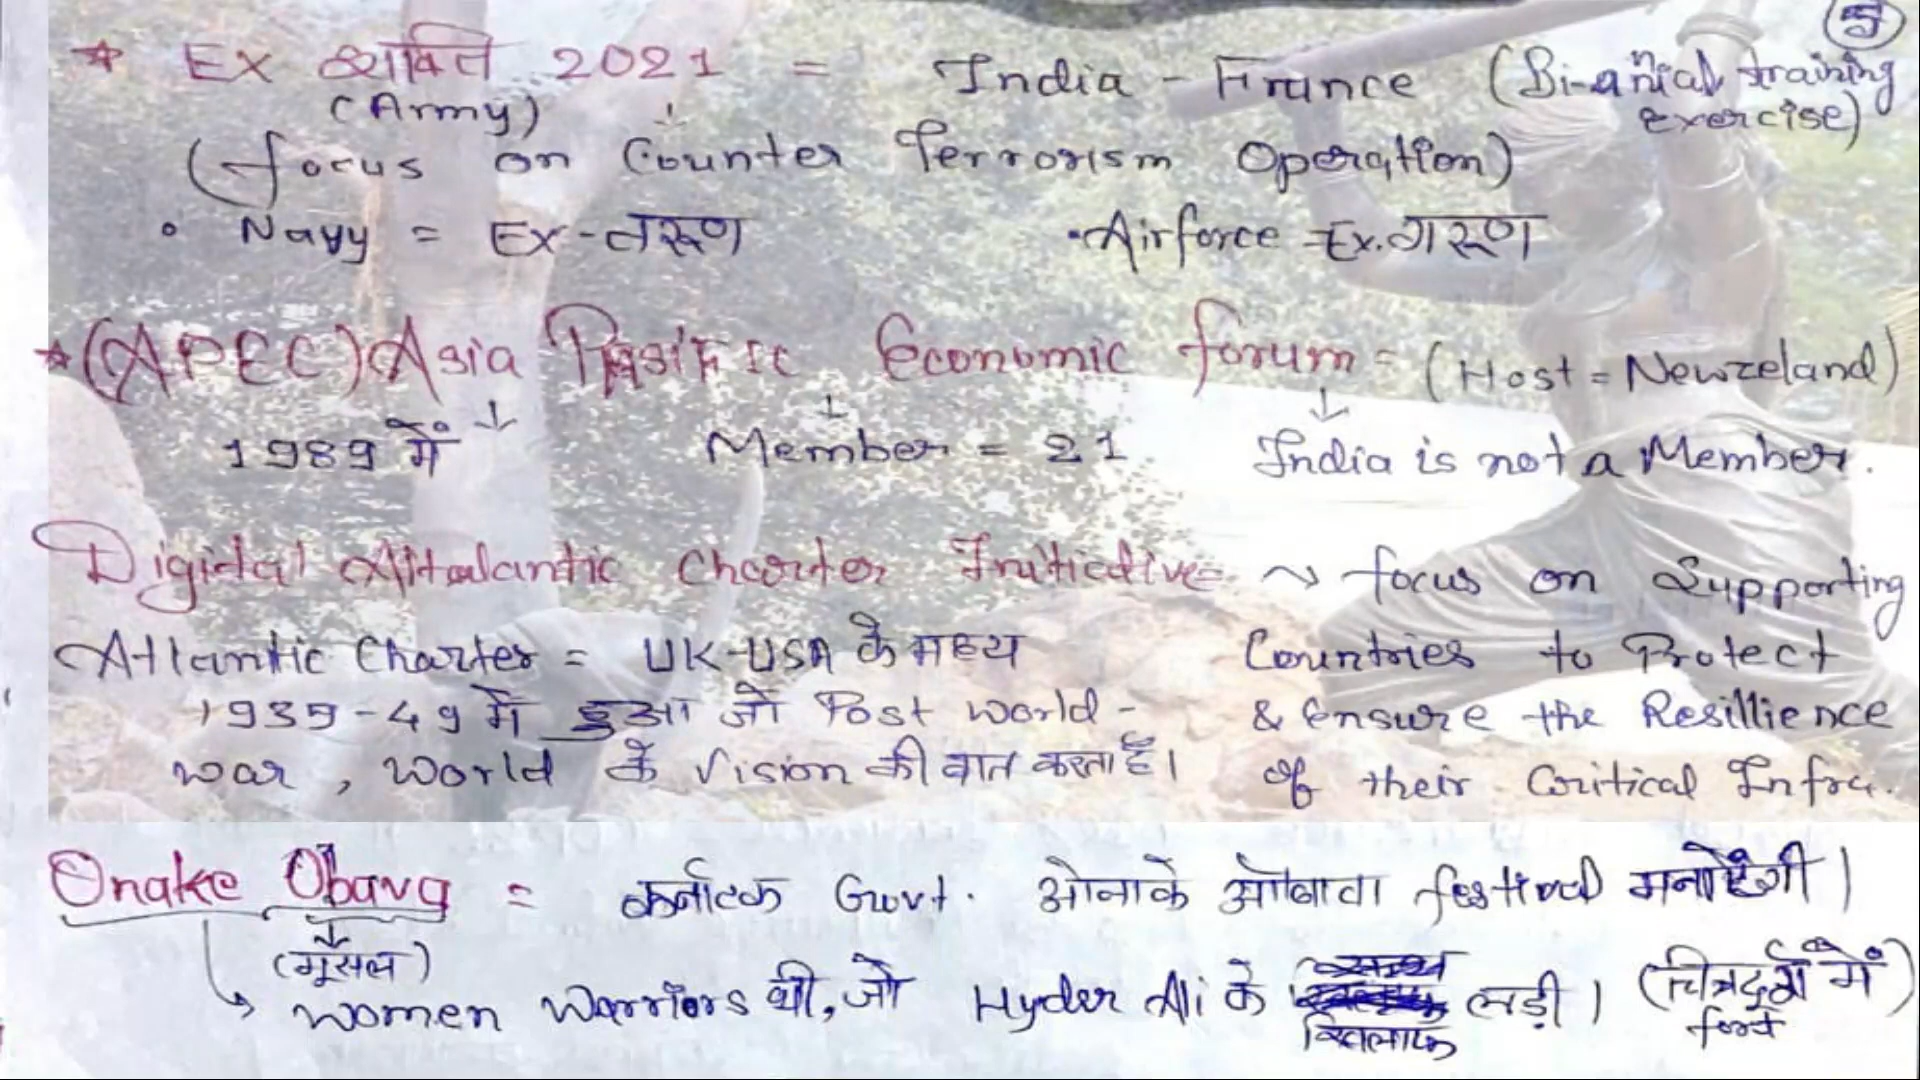 5
* Ex शक्ति 2021 = India - France (Bi-annial training exercise)
(Army)
(focus on Counter Terrorism Operation)
• Navy = Ex-वरूण • Airforce = Ex. गरूण
* (APEC) Asia Pasific Economic forum = (Host = Newzeland)
↓ ↓ ↓
1989 में Member = 21 India is not a Member.
Digital Atalantic Charter Initiative ~> focus on Supporting
Atlantic Charter = UK-USA के मध्य Countries to Protect
1939-49 में हुआ जो Post world- & Ensure the Resillience
war, world के Vision की बात करता है। of their Critical Infra.
Onake Obava = कर्नाटक Govt. ओनाके ओबावा festival मनाऐगी।
(मूसल)
women warriors थी, जो Hyder Ali के खिलाफ लड़ी। (चित्रदुर्ग में)
fort